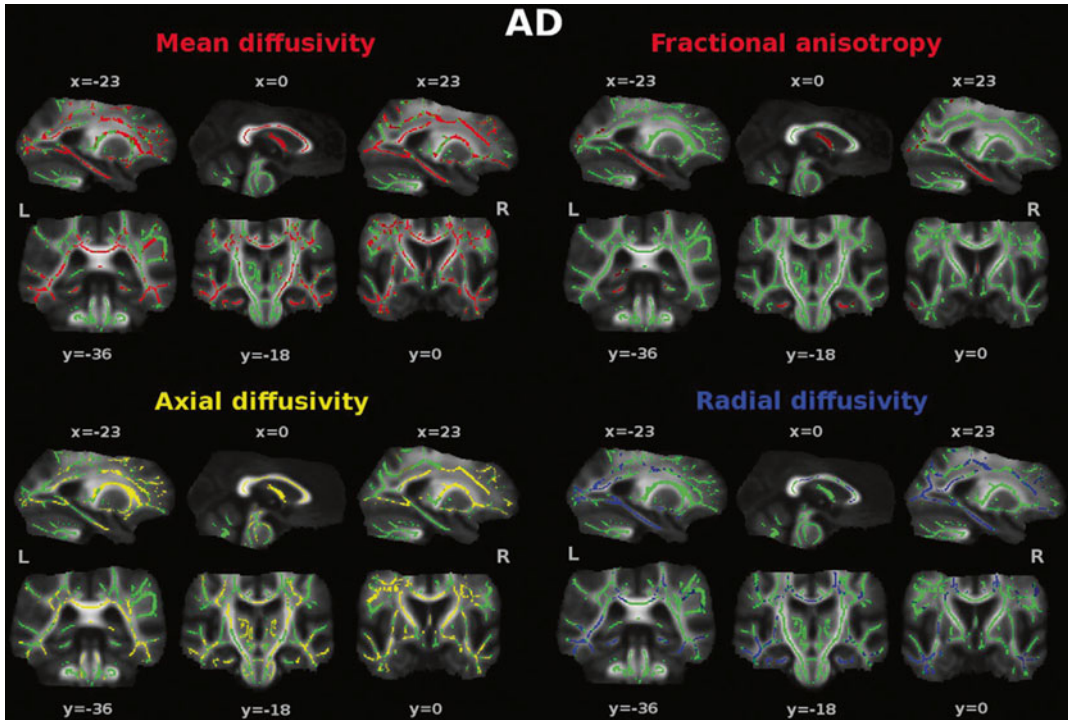 AD
Mean diffusivity Fractional anisotropy
x=-23 x=0 x=23 x=-23 x=0 x=23
L R L R
y=-36 y=-18 y=0 y=-36 y=-18 y=0
Axial diffusivity Radial diffusivity
x=-23 x=0 x=23 x=-23 x=0 x=23
L R L R
y=-36 y=-18 y=0 y=-36 y=-18 y=0